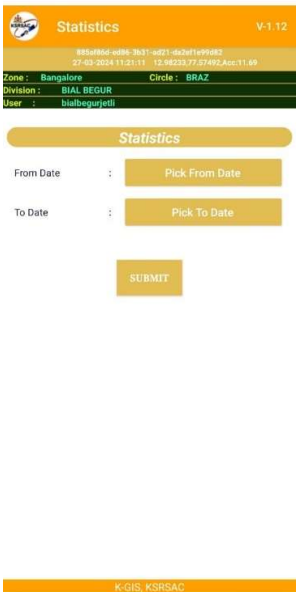 KSRSAC
Statistics V-1.12
885af86d-ed86-3b31-ad21-da2ef1e99d82
27-03-2024 11:21:11 12.98233,77.57492,Acc:11.69
Zone : Bangalore Circle : BRAZ
Division : BIAL BEGUR
User : bialbegurjetli
Statistics
From Date : Pick From Date
To Date : Pick To Date
SUBMIT
K-GIS, KSRSAC